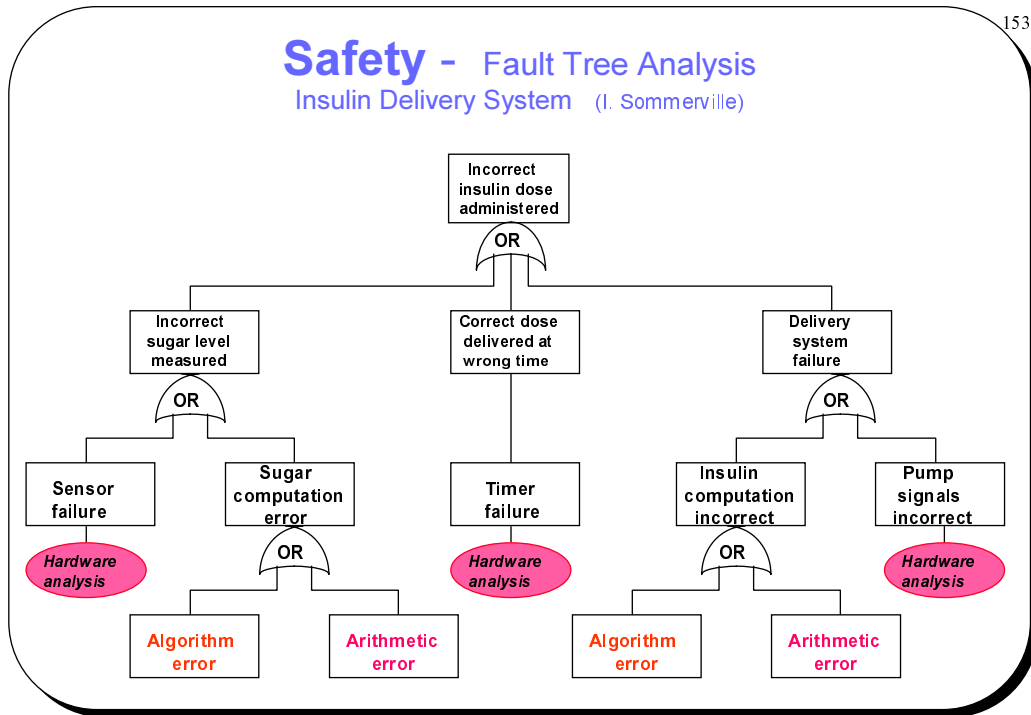 153
Safety - Fault Tree Analysis
Insulin Delivery System (I. Sommerville)
Incorrect
insulin dose
administered
OR
Incorrect
sugar level
measured
Correct dose
delivered at
wrong time
Delivery
system
failure
OR
OR
Sensor
failure
Sugar
computation
error
Timer
failure
Insulin
computation
incorrect
Pump
signals
incorrect
Hardware
analysis
OR
Hardware
analysis
OR
Hardware
analysis
Algorithm
error
Arithmetic
error
Algorithm
error
Arithmetic
error